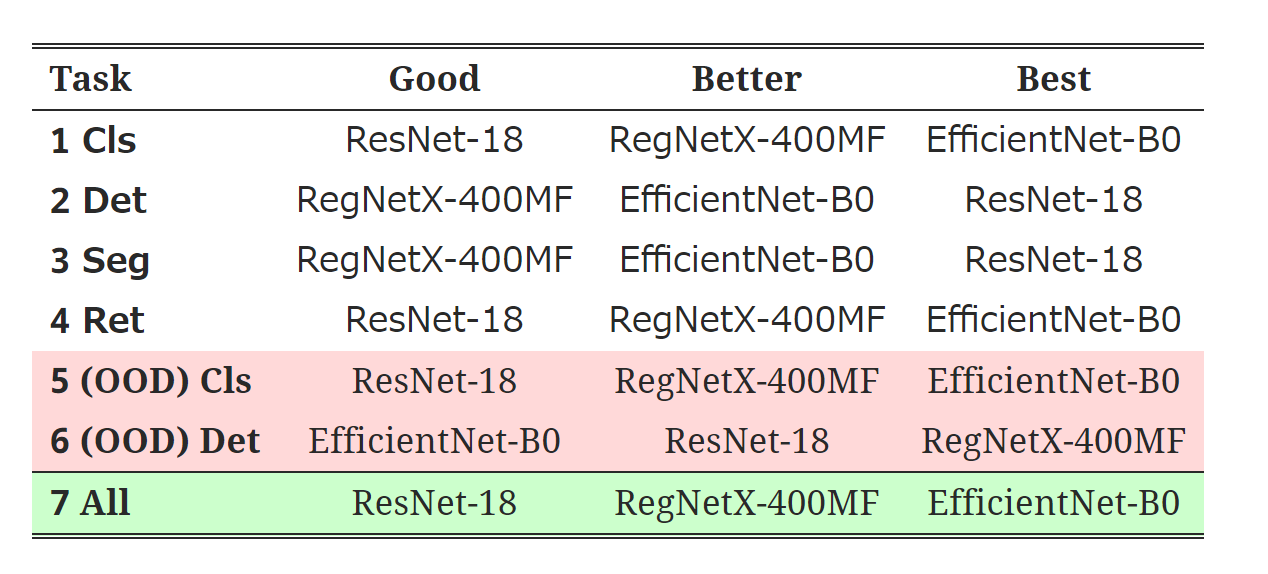 Task Good Better Best
1 Cls ResNet-18 RegNetX-400MF EfficientNet-B0
2 Det RegNetX-400MF EfficientNet-B0 ResNet-18
3 Seg RegNetX-400MF EfficientNet-B0 ResNet-18
4 Ret ResNet-18 RegNetX-400MF EfficientNet-B0
5 (OOD) Cls ResNet-18 RegNetX-400MF EfficientNet-B0
6 (OOD) Det EfficientNet-B0 ResNet-18 RegNetX-400MF
7 All ResNet-18 RegNetX-400MF EfficientNet-B0